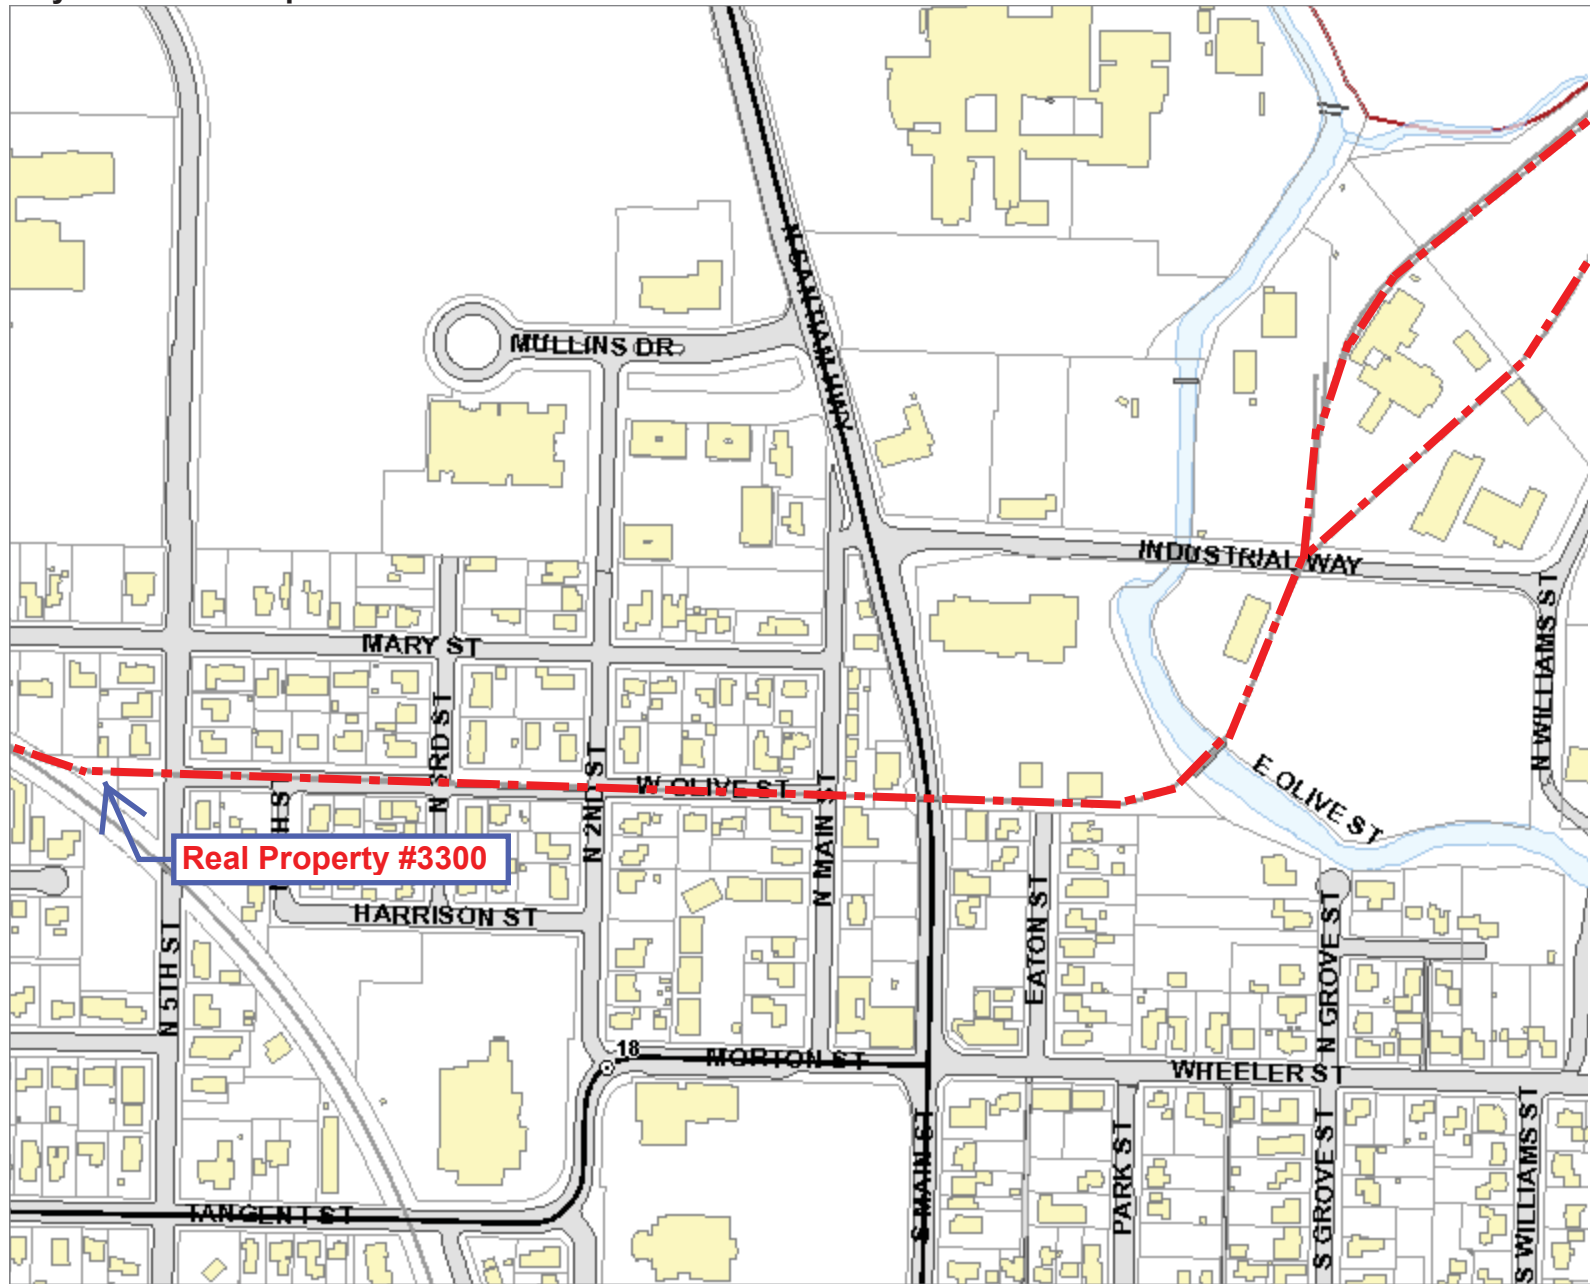 N SANTIAM HWY
MULLINS DR
INDUSTRIAL WAY
N WILLIAMS ST
MARY ST
N 3RD ST
N 2ND ST
W OLIVE ST
N MAIN ST
E OLIVE ST
H S
Real Property #3300
HARRISON ST
N 5TH ST
EATON ST
N GROVE ST
18
MORTON ST
WHEELER ST
S MAIN ST
PARK ST
S GROVE ST
S WILLIAMS ST
TANGENT ST